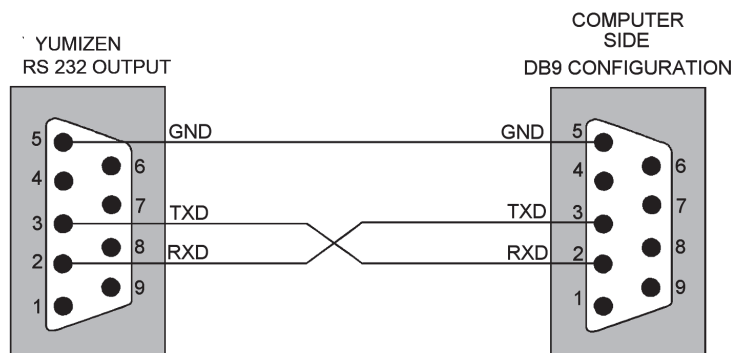 YUMIZEN
RS 232 OUTPUT
COMPUTER
SIDE
DB9 CONFIGURATION
5
4
3
2
1
6
7
8
9
GND
TXD
RXD
GND
TXD
RXD
5
4
3
2
1
6
7
8
9